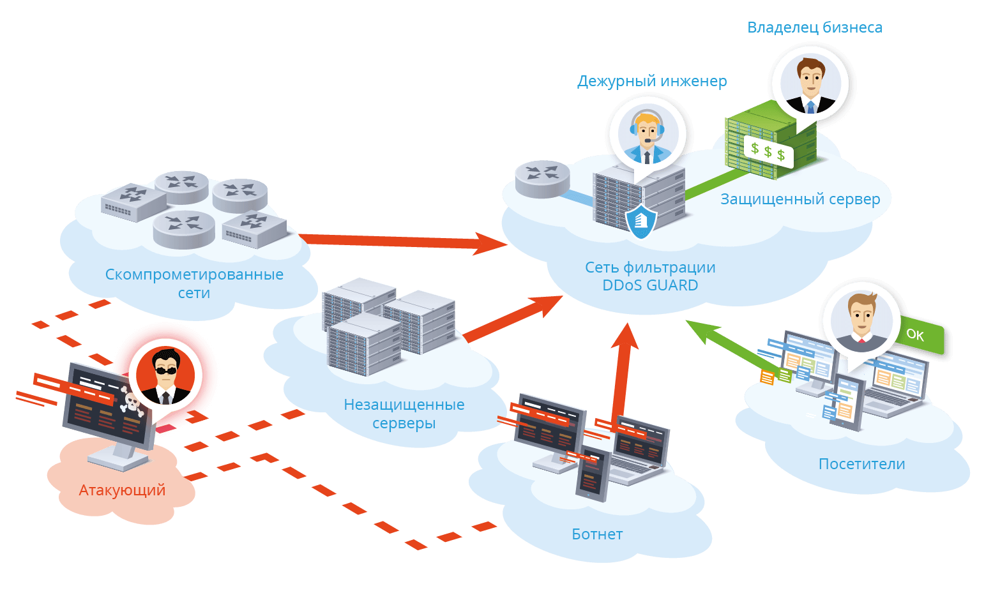 Владелец бизнеса
Дежурный инженер
$ $ $
Защищенный сервер
Сеть фильтрации
DDoS GUARD
Скомпрометированные
сети
OK
Незащищенные
серверы
Посетители
Атакующий
Ботнет